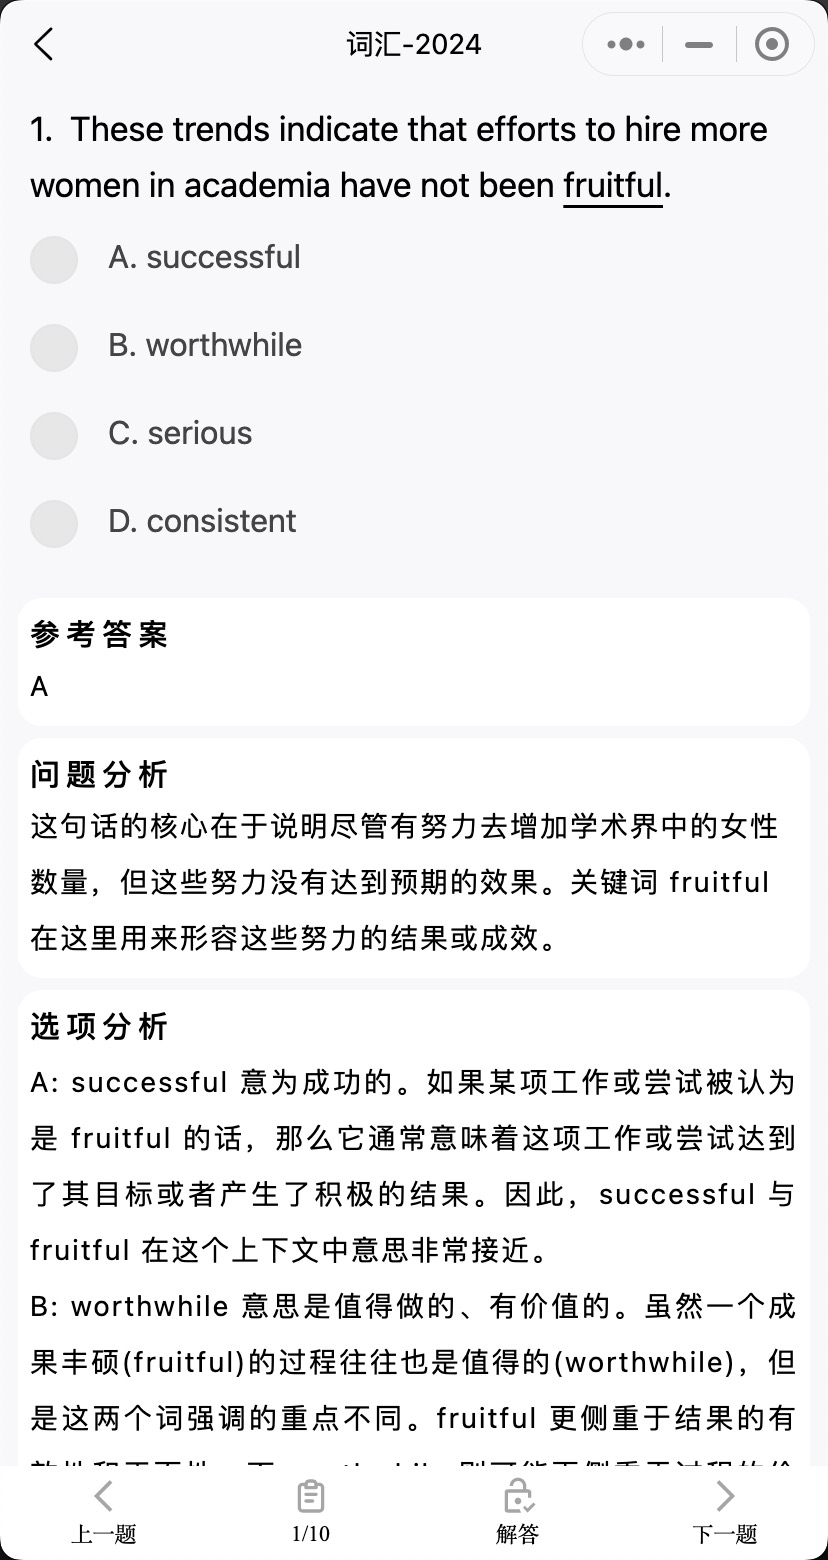 词汇-2024
1. These trends indicate that efforts to hire more
women in academia have not been fruitful.
A. successful
B. worthwhile
C. serious
D. consistent
参考答案
A
问题分析
这句话的核心在于说明尽管有努力去增加学术界中的女性
数量，但这些努力没有达到预期的效果。关键词 fruitful
在这里用来形容这些努力的结果或成效。
选项分析
A: successful 意为成功的。如果某项工作或尝试被认为
是 fruitful 的话，那么它通常意味着这项工作或尝试达到
了其目标或者产生了积极的结果。因此，successful 与
fruitful 在这个上下文中意思非常接近。
B: worthwhile 意思是值得做的、有价值的。虽然一个成
果丰硕(fruitful)的过程往往也是值得的(worthwhile)，但
是这两个词强调的重点不同。fruitful 更侧重于结果的有
上一题
1/10
解答
下一题